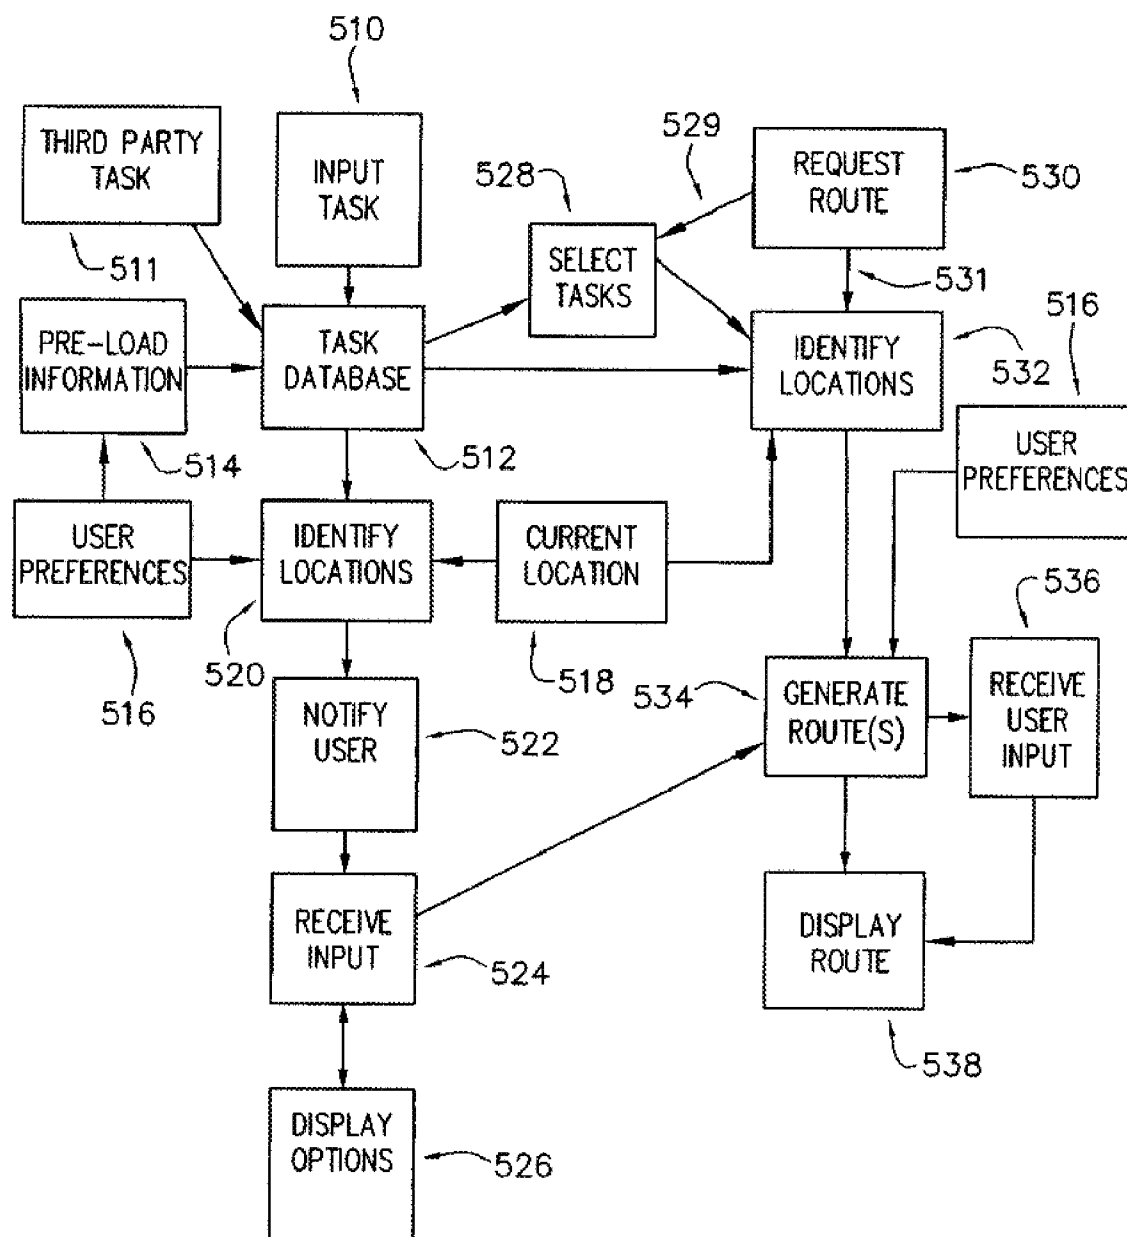 510
THIRD PARTY
TASK
511
INPUT
TASK
529
528
SELECT
TASKS
REQUEST
ROUTE
530
531
PRE-LOAD
INFORMATION
514
TASK
DATABASE
512
IDENTIFY
LOCATIONS
532
516
USER
PREFERENCES
USER
PREFERENCES
516
IDENTIFY
LOCATIONS
520
CURRENT
LOCATION
518
536
NOTIFY
USER
522
534
GENERATE
ROUTE(S)
RECEIVE
USER
INPUT
RECEIVE
INPUT
524
DISPLAY
ROUTE
538
DISPLAY
OPTIONS
526